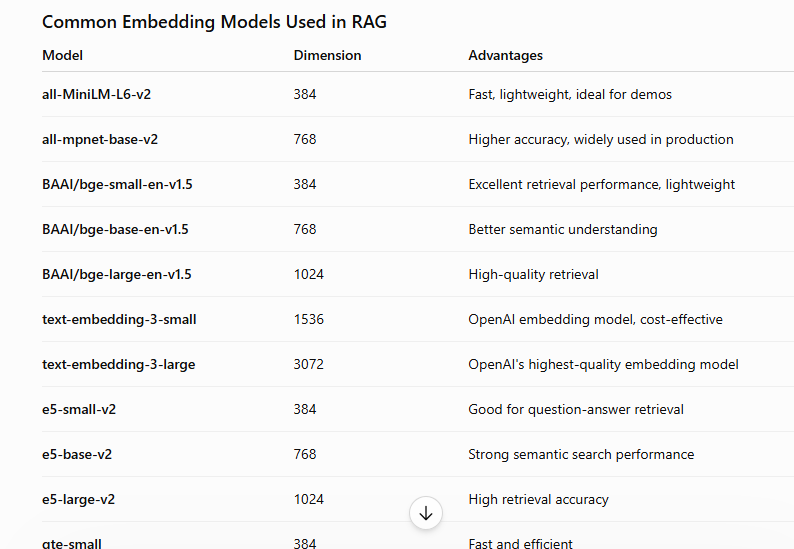 Common Embedding Models Used in RAG
Model Dimension Advantages
all-MiniLM-L6-v2 384 Fast, lightweight, ideal for demos
all-mpnet-base-v2 768 Higher accuracy, widely used in production
BAAI/bge-small-en-v1.5 384 Excellent retrieval performance, lightweight
BAAI/bge-base-en-v1.5 768 Better semantic understanding
BAAI/bge-large-en-v1.5 1024 High-quality retrieval
text-embedding-3-small 1536 OpenAI embedding model, cost-effective
text-embedding-3-large 3072 OpenAI's highest-quality embedding model
e5-small-v2 384 Good for question-answer retrieval
e5-base-v2 768 Strong semantic search performance
e5-large-v2 1024 High retrieval accuracy
gte-small 384 Fast and efficient